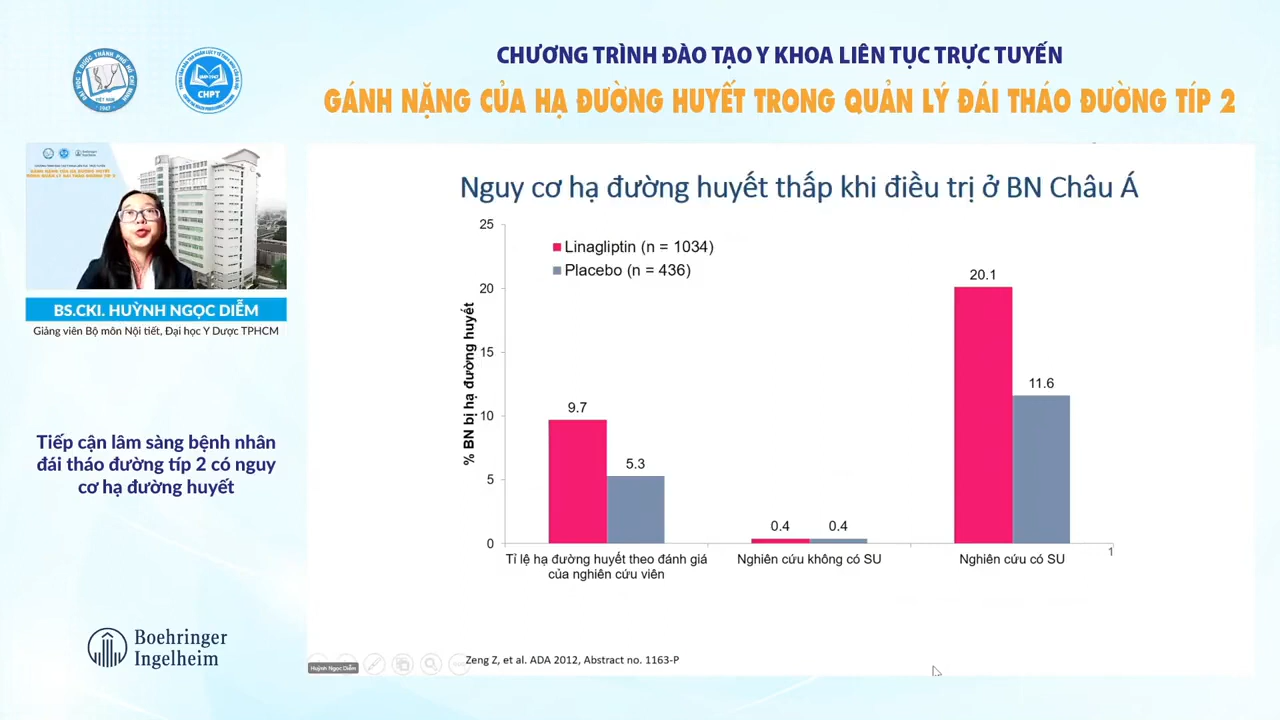 CHƯƠNG TRÌNH ĐÀO TẠO Y KHOA LIÊN TỤC TRỰC TUYẾN
GÁNH NẶNG CỦA HẠ ĐƯỜNG HUYẾT TRONG QUẢN LÝ ĐÁI THÁO ĐƯỜNG TÍP 2
CHPT
BS.CKI. HUỲNH NGỌC DIỄM
Giảng viên Bộ môn Nội tiết, Đại học Y Dược TPHCM
Tiếp cận lâm sàng bệnh nhân
đái tháo đường típ 2 có nguy
cơ hạ đường huyết
Boehringer
Ingelheim
Nguy cơ hạ đường huyết thấp khi điều trị ở BN Châu Á
% BN bị hạ đường huyết
25
20
15
10
5
0
Linagliptin (n = 1034)
Placebo (n = 436)
9.7
5.3
0.4
0.4
20.1
11.6
Tỉ lệ hạ đường huyết theo đánh giá
của nghiên cứu viên
Nghiên cứu không có SU
Nghiên cứu có SU
1
Zeng Z, et al. ADA 2012, Abstract no. 1163-P
Huỳnh Ngọc Diễm